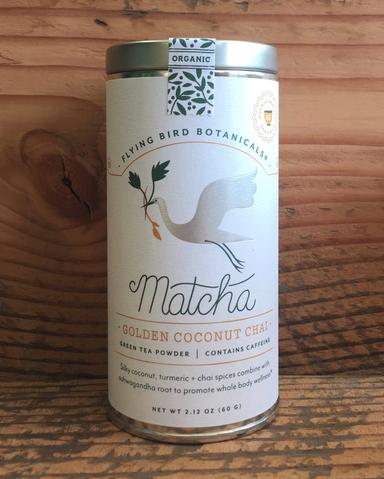 ORGANIC
· FLYING BIRD BOTANICALS® ·
Matcha
· GOLDEN COCONUT CHAI ·
GREEN TEA POWDER | CONTAINS CAFFEINE
Silky coconut, turmeric + chai spices combine with
ashwagandha root to promote whole body wellness*
NET WT 2.12 OZ (60 G)